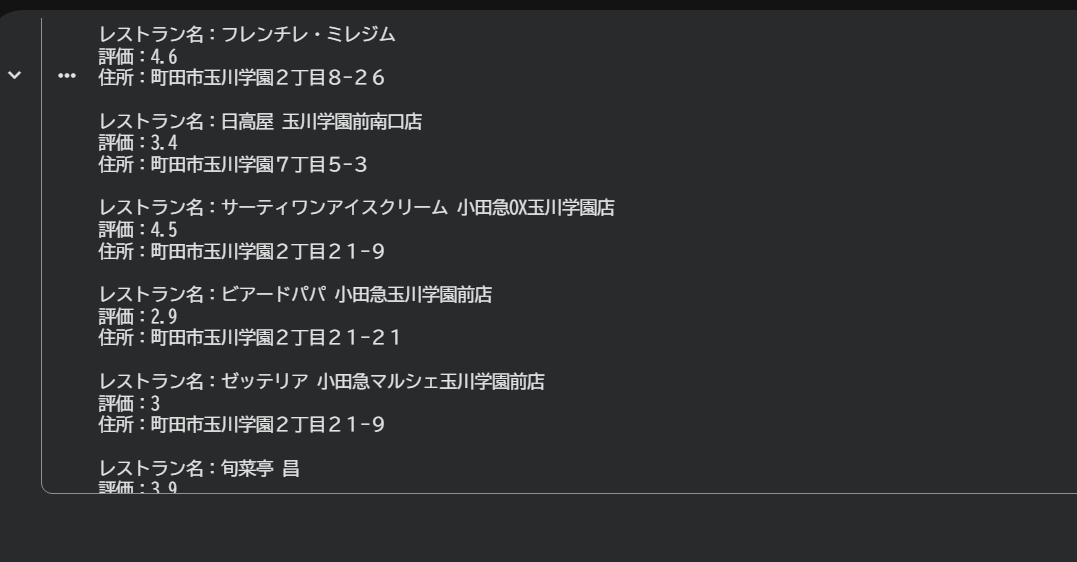 レストラン名：フレンチレ・ミレジム
評価：4.6
住所：町田市玉川学園２丁目８−２６
レストラン名：日高屋 玉川学園前南口店
評価：3.4
住所：町田市玉川学園７丁目５−３
レストラン名：サーティワンアイスクリーム 小田急OX玉川学園店
評価：4.5
住所：町田市玉川学園２丁目２１−９
レストラン名：ビアードパパ 小田急玉川学園前店
評価：2.9
住所：町田市玉川学園２丁目２１−２１
レストラン名：ゼッテリア 小田急マルシェ玉川学園前店
評価：3
住所：町田市玉川学園２丁目２１−９
レストラン名：旬菜亭 昌
評価：3.9